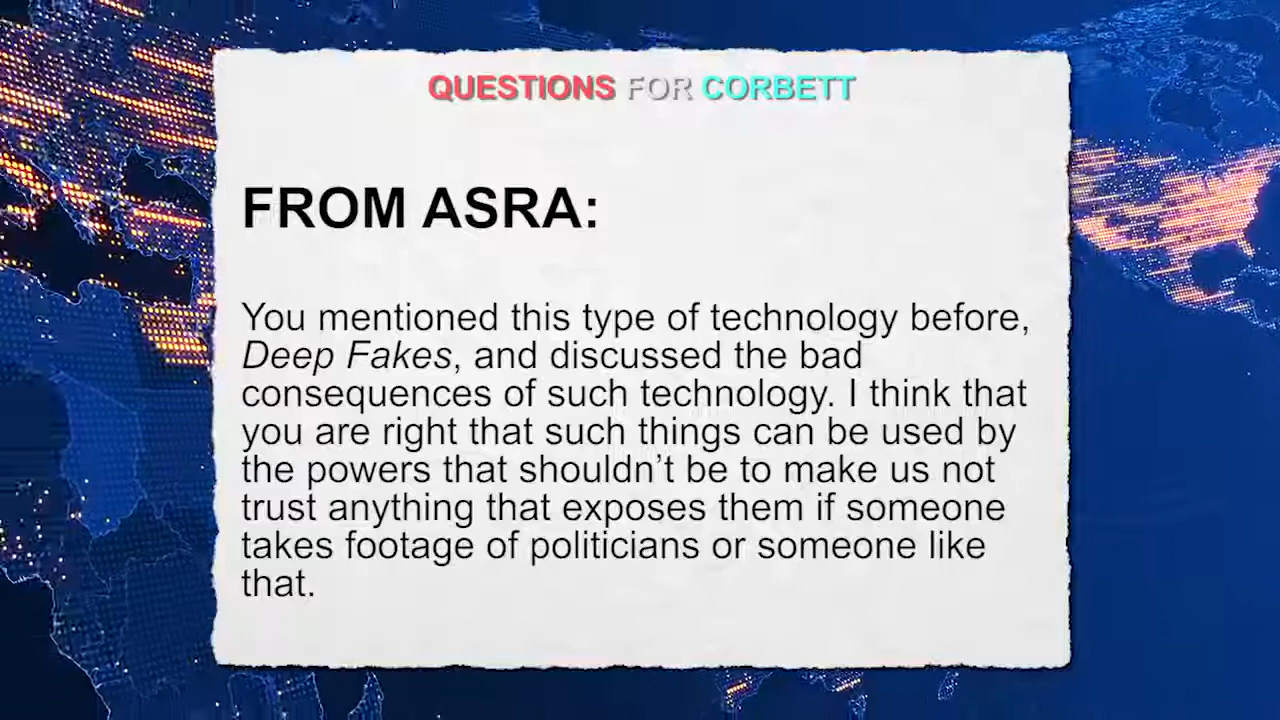 QUESTIONS FOR CORBETT
FROM ASRA:
You mentioned this type of technology before,
Deep Fakes, and discussed the bad
consequences of such technology. I think that
you are right that such things can be used by
the powers that shouldn’t be to make us not
trust anything that exposes them if someone
takes footage of politicians or someone like
that.